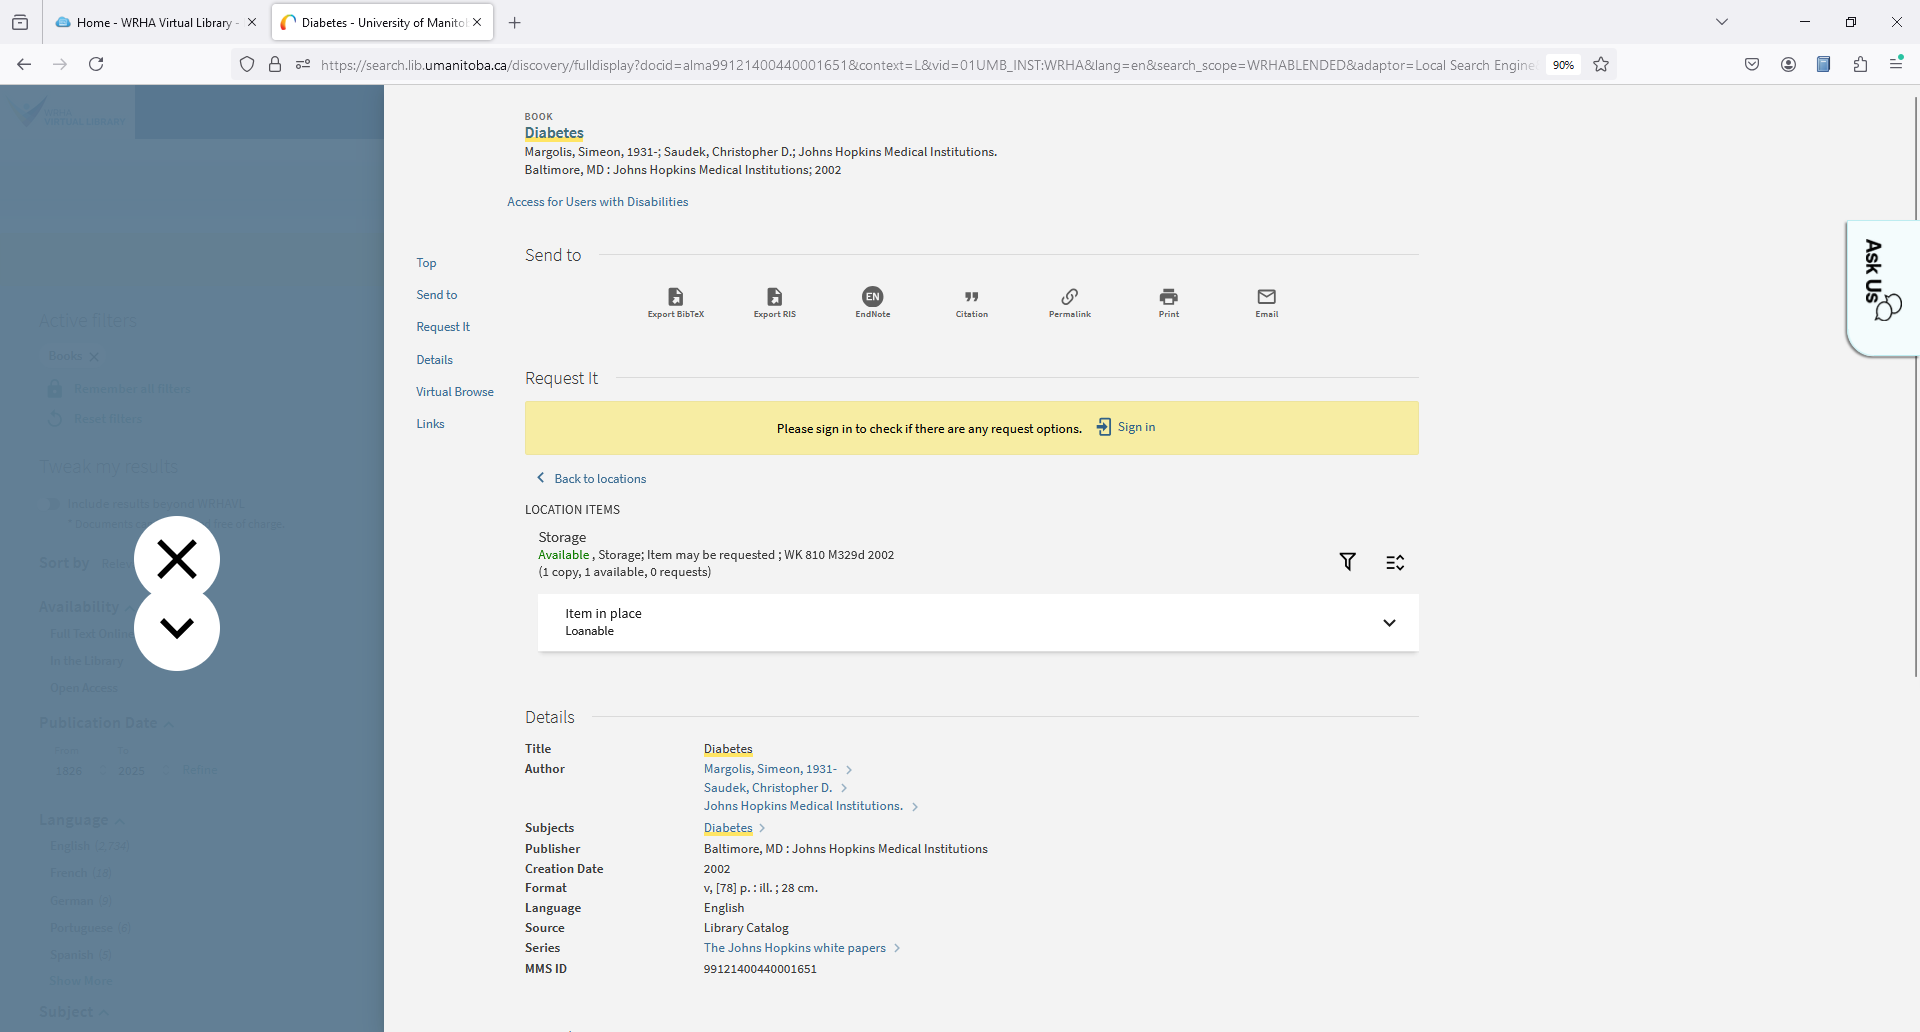 Home - WRHA Virtual Library -
Diabetes - University of Manitob
https://search.lib.umanitoba.ca/discovery/fulldisplay?docid=alma99121400440001651&context=L&vid=01UMB_INST:WRHA&lang=en&search_scope=WRHABLENDED&adaptor=Local Search Engine
90%
WRHA
VIRTUAL LIBRARY
BOOK
Diabetes
Margolis, Simeon, 1931-; Saudek, Christopher D.; Johns Hopkins Medical Institutions.
Baltimore, MD : Johns Hopkins Medical Institutions; 2002
Access for Users with Disabilities
Ask Us
Top
Send to
Request It
Details
Virtual Browse
Links
Send to
Export BibTeX
Export RIS
EN
EndNote
Citation
Permalink
Print
Email
Request It
Please sign in to check if there are any request options.
Sign in
Back to locations
LOCATION ITEMS
Storage
Available , Storage; Item may be requested ; WK 810 M329d 2002
(1 copy, 1 available, 0 requests)
Item in place
Loanable
Details
Title Diabetes
Author Margolis, Simeon, 1931-
Saudek, Christopher D.
Johns Hopkins Medical Institutions.
Subjects Diabetes
Publisher Baltimore, MD : Johns Hopkins Medical Institutions
Creation Date 2002
Format v, [78] p. : ill. ; 28 cm.
Language English
Source Library Catalog
Series The Johns Hopkins white papers
MMS ID 99121400440001651
Active filters
Books
Remember all filters
Reset filters
Tweak my results
Include results beyond WRHAVL
* Documents free of charge.
Sort by
Availability
Full Text Online
In the Library
Open Access
Publication Date
1826 2025 Refine
Language
English (2,724)
French
German
Portuguese (6)
Spanish (5)
Show More
Subject